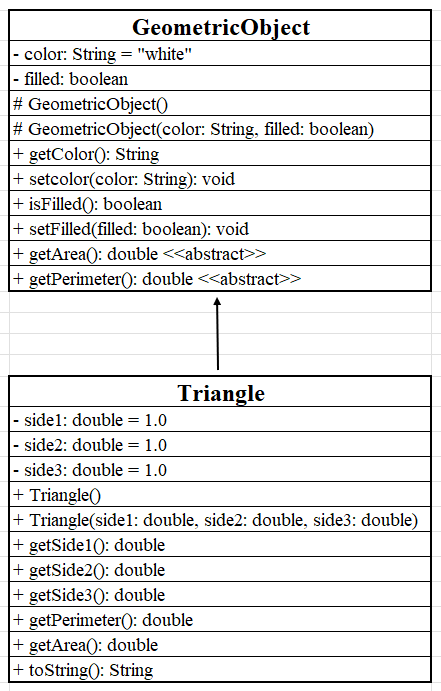 GeometricObject
- color: String = "white"
- filled: boolean
# GeometricObject()
# GeometricObject(color: String, filled: boolean)
+ getColor(): String
+ setcolor(color: String): void
+ isFilled(): boolean
+ setFilled(filled: boolean): void
+ getArea(): double <<abstract>>
+ getPerimeter(): double <<abstract>>
Triangle
- side1: double = 1.0
- side2: double = 1.0
- side3: double = 1.0
+ Triangle()
+ Triangle(side1: double, side2: double, side3: double)
+ getSide1(): double
+ getSide2(): double
+ getSide3(): double
+ getPerimeter(): double
+ getArea(): double
+ toString(): String